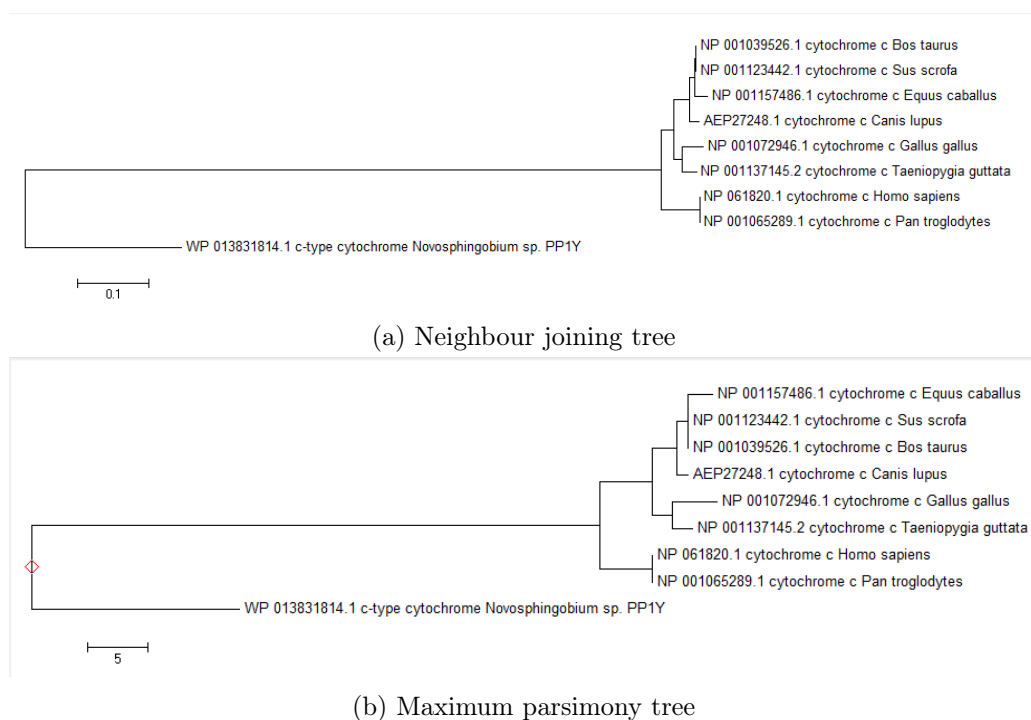 NP 001039526.1 cytochrome c Bos taurus
NP 001123442.1 cytochrome c Sus scrofa
NP 001157486.1 cytochrome c Equus caballus
AEP27248.1 cytochrome c Canis lupus
NP 001072946.1 cytochrome c Gallus gallus
NP 001137145.2 cytochrome c Taeniopygia guttata
NP 061820.1 cytochrome c Homo sapiens
NP 001065289.1 cytochrome c Pan troglodytes
WP 013831814.1 c-type cytochrome Novosphingobium sp. PP1Y
0.1
(a) Neighbour joining tree
NP 001157486.1 cytochrome c Equus caballus
NP 001123442.1 cytochrome c Sus scrofa
NP 001039526.1 cytochrome c Bos taurus
AEP27248.1 cytochrome c Canis lupus
NP 001072946.1 cytochrome c Gallus gallus
NP 001137145.2 cytochrome c Taeniopygia guttata
NP 061820.1 cytochrome c Homo sapiens
NP 001065289.1 cytochrome c Pan troglodytes
WP 013831814.1 c-type cytochrome Novosphingobium sp. PP1Y
5
(b) Maximum parsimony tree